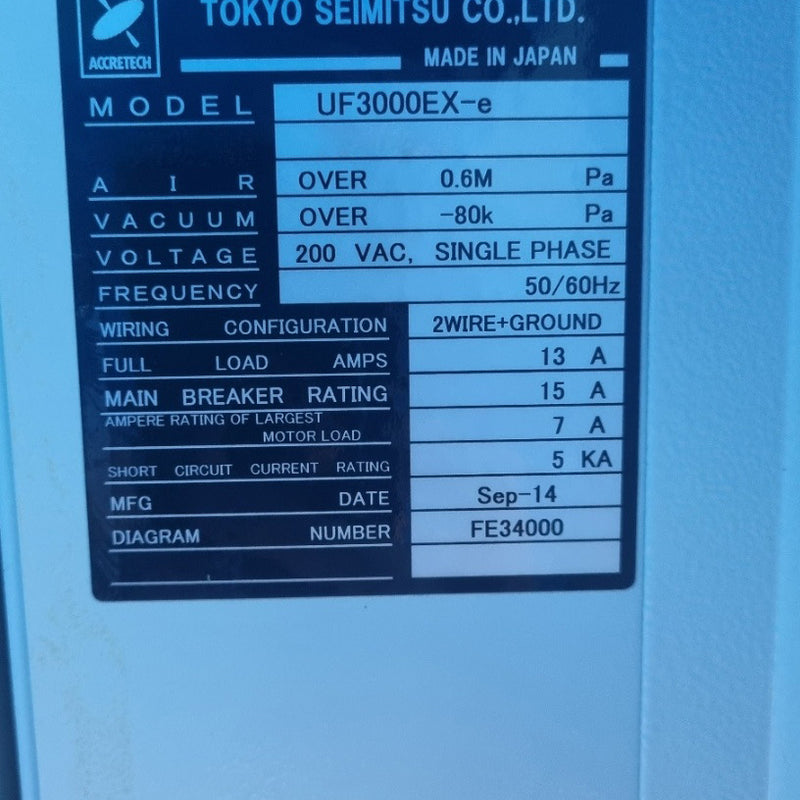 TOKYO SEIMITSU CO.,LTD.
ACCRETECH
MADE IN JAPAN
MODEL UF3000EX-e
AIR OVER 0.6M Pa
VACUUM OVER -80k Pa
VOLTAGE 200 VAC, SINGLE PHASE
FREQUENCY 50/60Hz
WIRING CONFIGURATION 2WIRE+GROUND
FULL LOAD AMPS 13 A
MAIN BREAKER RATING 15 A
AMPERE RATING OF LARGEST
MOTOR LOAD 7 A
SHORT CIRCUIT CURRENT RATING 5 KA
MFG DATE Sep-14
DIAGRAM NUMBER FE34000